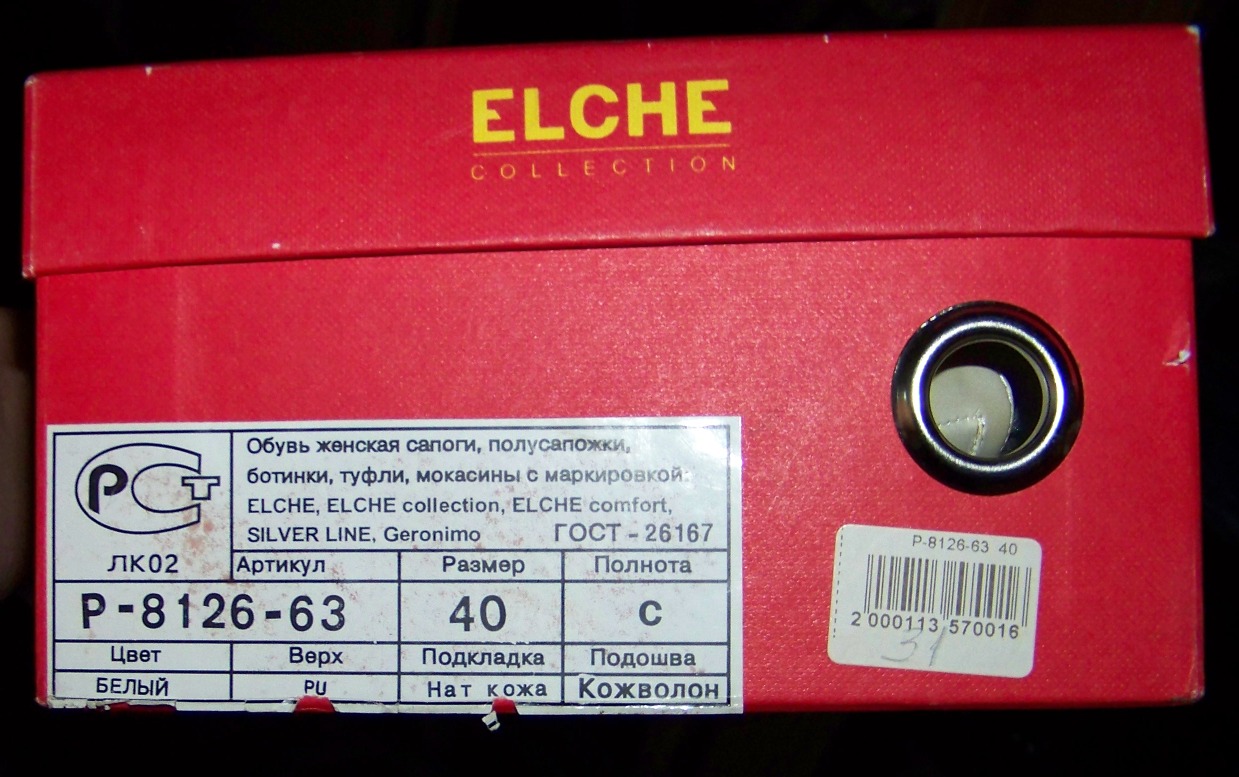 ELCHE
COLLECTION
РСТ
ЛК02
Обувь женская сапоги, полусапожки,
ботинки, туфли, мокасины с маркировкой:
ELCHE, ELCHE collection, ELCHE comfort,
SILVER LINE, Geronimo ГОСТ - 26167
Артикул Размер Полнота
Р-8126-63 40 С
Цвет Верх Подкладка Подошва
БЕЛЫЙ PU Нат кожа Кожволон
P-8126-63 40
2 000113 570016
31